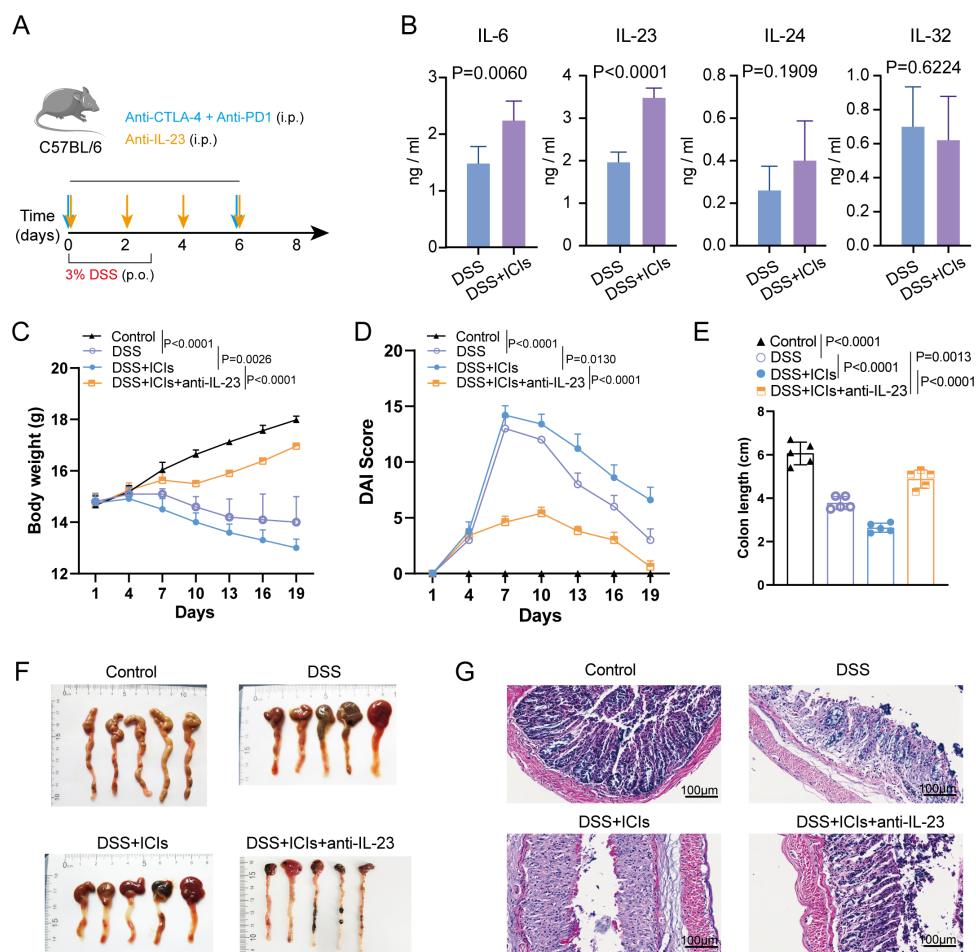 A
C57BL/6
Anti-CTLA-4 + Anti-PD1 (i.p.)
Anti-IL-23 (i.p.)
Time
(days)
0 2 4 6 8
3% DSS (p.o.)
B
IL-6
P=0.0060
ng / ml
3
2
1
0
DSS
DSS+ICIs
IL-23
P<0.0001
ng / ml
4
3
2
1
0
DSS
DSS+ICIs
IL-24
P=0.1909
ng / ml
0.8
0.6
0.4
0.2
0.0
DSS
DSS+ICIs
IL-32
P=0.6224
ng / ml
1.0
0.8
0.6
0.4
0.2
0.0
DSS
DSS+ICIs
C
Control
DSS
DSS+ICIs
DSS+ICIs+anti-IL-23
P<0.0001
P=0.0026
P<0.0001
Body weight (g)
20
18
16
14
12
1 4 7 10 13 16 19
Days
D
Control
DSS
DSS+ICIs
DSS+ICIs+anti-IL-23
P<0.0001
P=0.0130
P<0.0001
DAI Score
20
15
10
5
0
1 4 7 10 13 16 19
Days
E
Control
DSS
DSS+ICIs
DSS+ICIs+anti-IL-23
P<0.0001
P<0.0001
P=0.0013
P<0.0001
Colon length (cm)
8
6
4
2
0
F
Control
DSS
DSS+ICIs
DSS+ICIs+anti-IL-23
G
Control
100μm
DSS
100μm
DSS+ICIs
100μm
DSS+ICIs+anti-IL-23
100μm